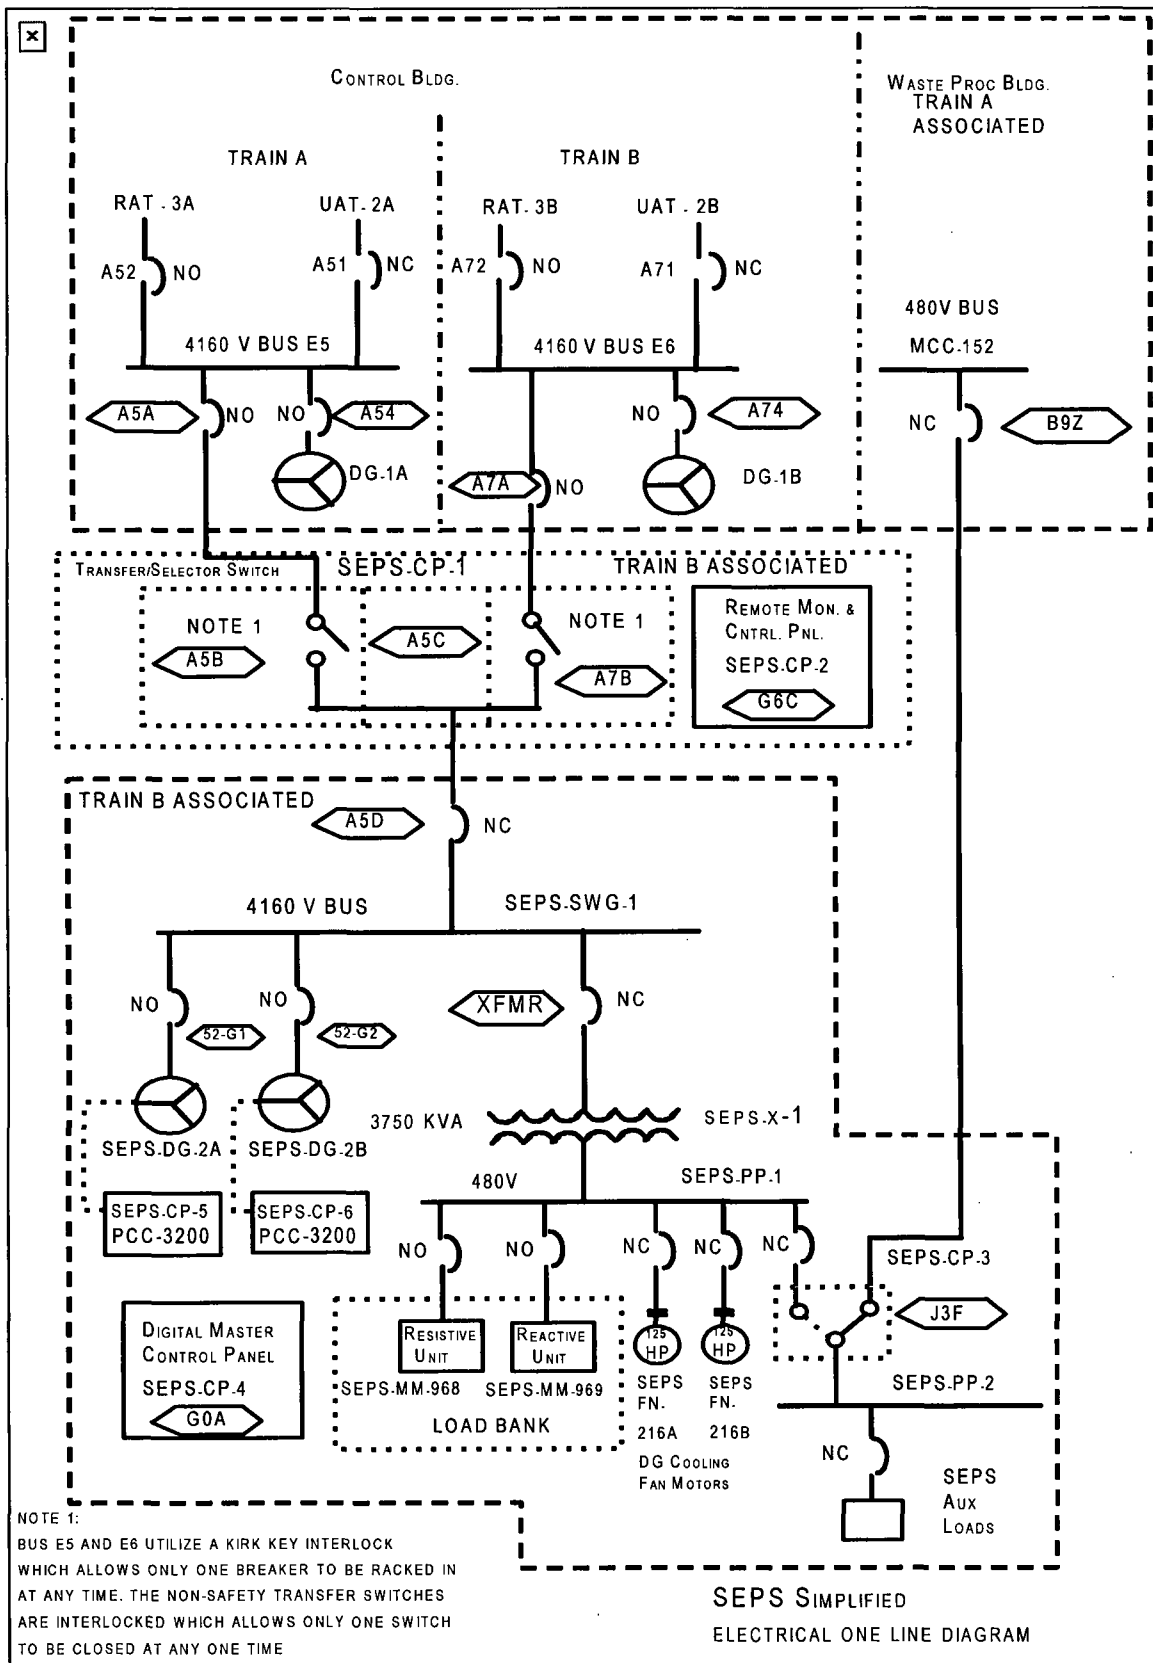 x
CONTROL BLDG.
WASTE PROC BLDG.
TRAIN A
ASSOCIATED
TRAIN A
TRAIN B
RAT - 3A
UAT - 2A
RAT - 3B
UAT - 2B
A52
NO
A51
NC
A72
NO
A71
NC
480V BUS
MCC-152
4160 V BUS E5
4160 V BUS E6
A5A
NO
NO
A54
NO
A74
NC
B9Z
DG-1A
A7A
NO
DG-1B
TRANSFER/SELECTOR SWITCH
SEPS-CP-1
TRAIN B ASSOCIATED
NOTE 1
A5B
A5C
NOTE 1
A7B
REMOTE MON. &
CNTRL. PNL.
SEPS-CP-2
G6C
TRAIN B ASSOCIATED
A5D
NC
4160 V BUS
SEPS-SWG-1
NO
NO
XFMR
NC
52-G1
52-G2
3750 KVA
SEPS-X-1
SEPS-DG-2A
SEPS-DG-2B
480V
SEPS-PP-1
SEPS-CP-5
PCC-3200
SEPS-CP-6
PCC-3200
NO
NO
NC
NC
NC
SEPS-CP-3
J3F
DIGITAL MASTER
CONTROL PANEL
SEPS-CP-4
G0A
RESISTIVE
UNIT
REACTIVE
UNIT
125
HP
125
HP
SEPS-MM-968
SEPS-MM-969
LOAD BANK
SEPS
FN-
216A
SEPS
FN-
216B
DG COOLING
FAN MOTORS
SEPS-PP-2
NC
SEPS
AUX
LOADS
NOTE 1:
BUS E5 AND E6 UTILIZE A KIRK KEY INTERLOCK
WHICH ALLOWS ONLY ONE BREAKER TO BE RACKED IN
AT ANY TIME. THE NON-SAFETY TRANSFER SWITCHES
ARE INTERLOCKED WHICH ALLOWS ONLY ONE SWITCH
TO BE CLOSED AT ANY ONE TIME
SEPS SIMPLIFIED
ELECTRICAL ONE LINE DIAGRAM